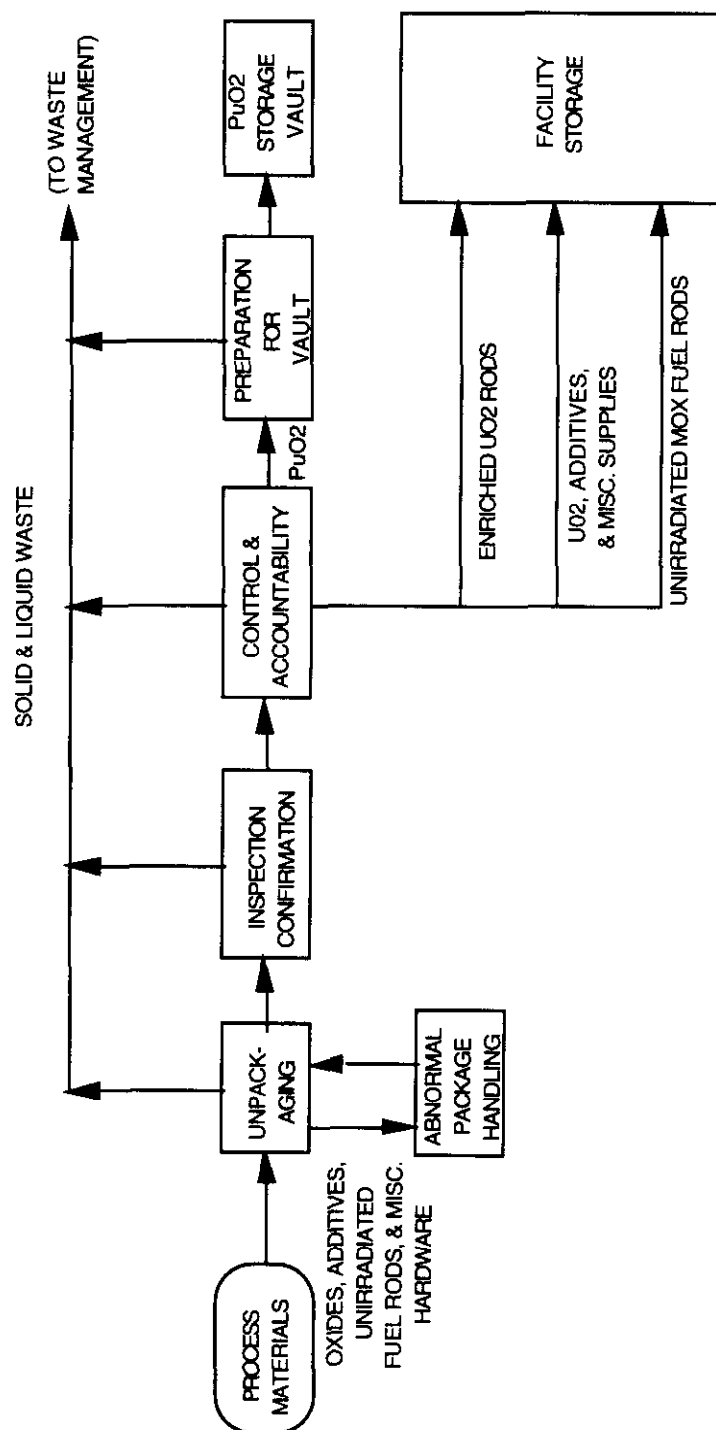 SOLID & LIQUID WASTE
(TO WASTE
MANAGEMENT)
PROCESS
MATERIALS
OXIDES, ADDITIVES,
UNIRRADIATED
FUEL RODS, & MISC.
HARDWARE
UNPACK-
AGING
ABNORMAL
PACKAGE
HANDLING
INSPECTION
CONFIRMATION
CONTROL &
ACCOUNTABILITY
PuO2
PREPARATION
FOR
VAULT
PuO2
STORAGE
VAULT
ENRICHED UO2 RODS
U02, ADDITIVES,
& MISC. SUPPLIES
UNIRRADIATED MOX FUEL RODS
FACILITY
STORAGE